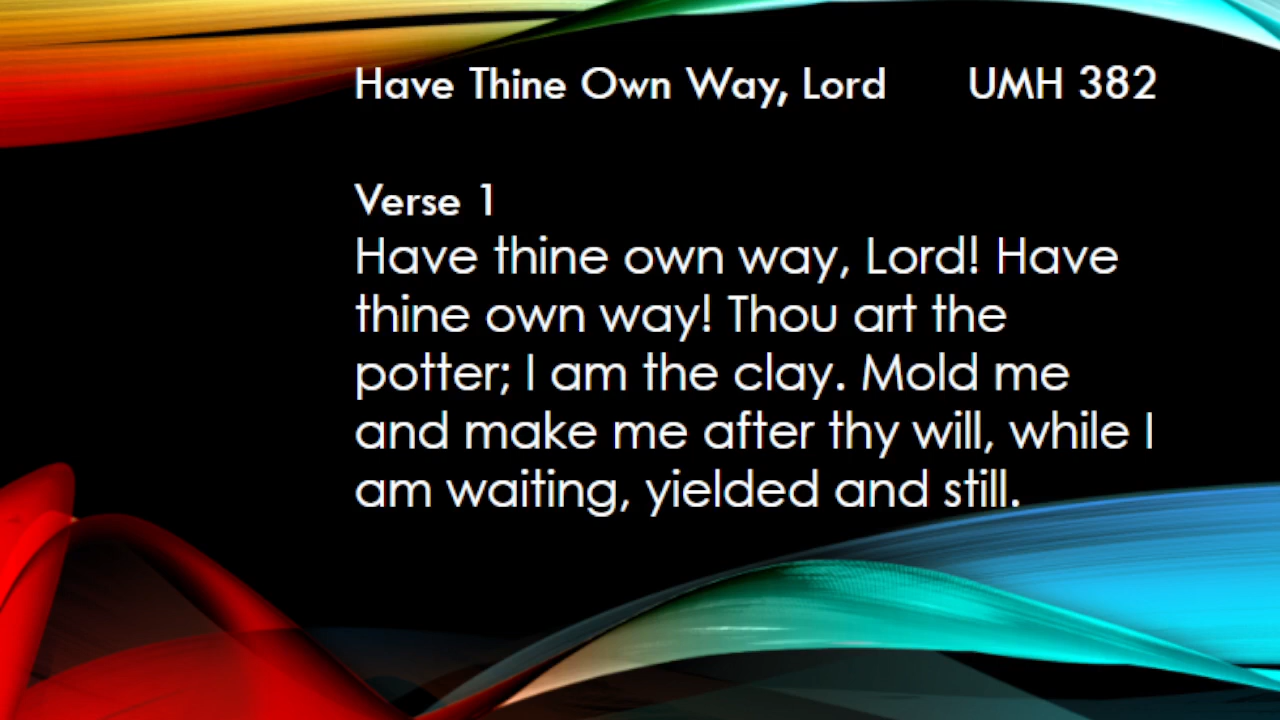 Have Thine Own Way, Lord UMH 382
Verse 1
Have thine own way, Lord! Have
thine own way! Thou art the
potter; I am the clay. Mold me
and make me after thy will, while I
am waiting, yielded and still.